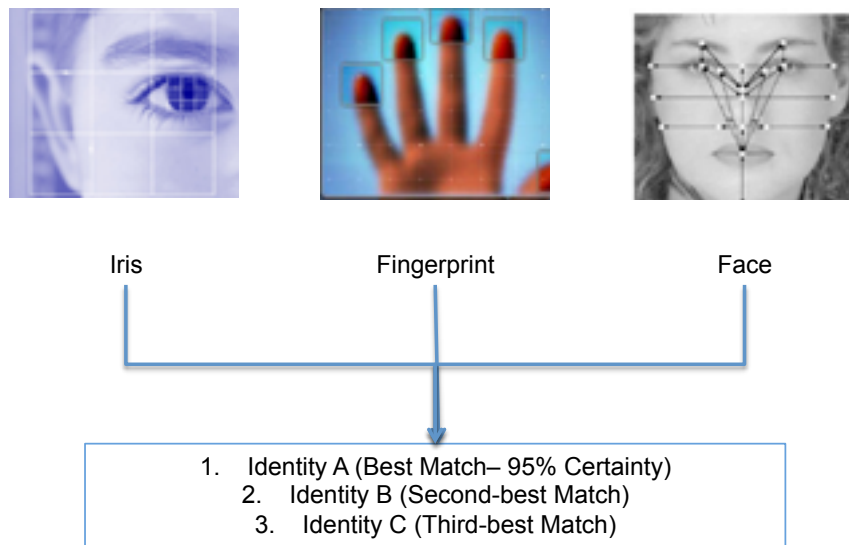 Iris
Fingerprint
Face
1. Identity A (Best Match– 95% Certainty)
2. Identity B (Second-best Match)
3. Identity C (Third-best Match)